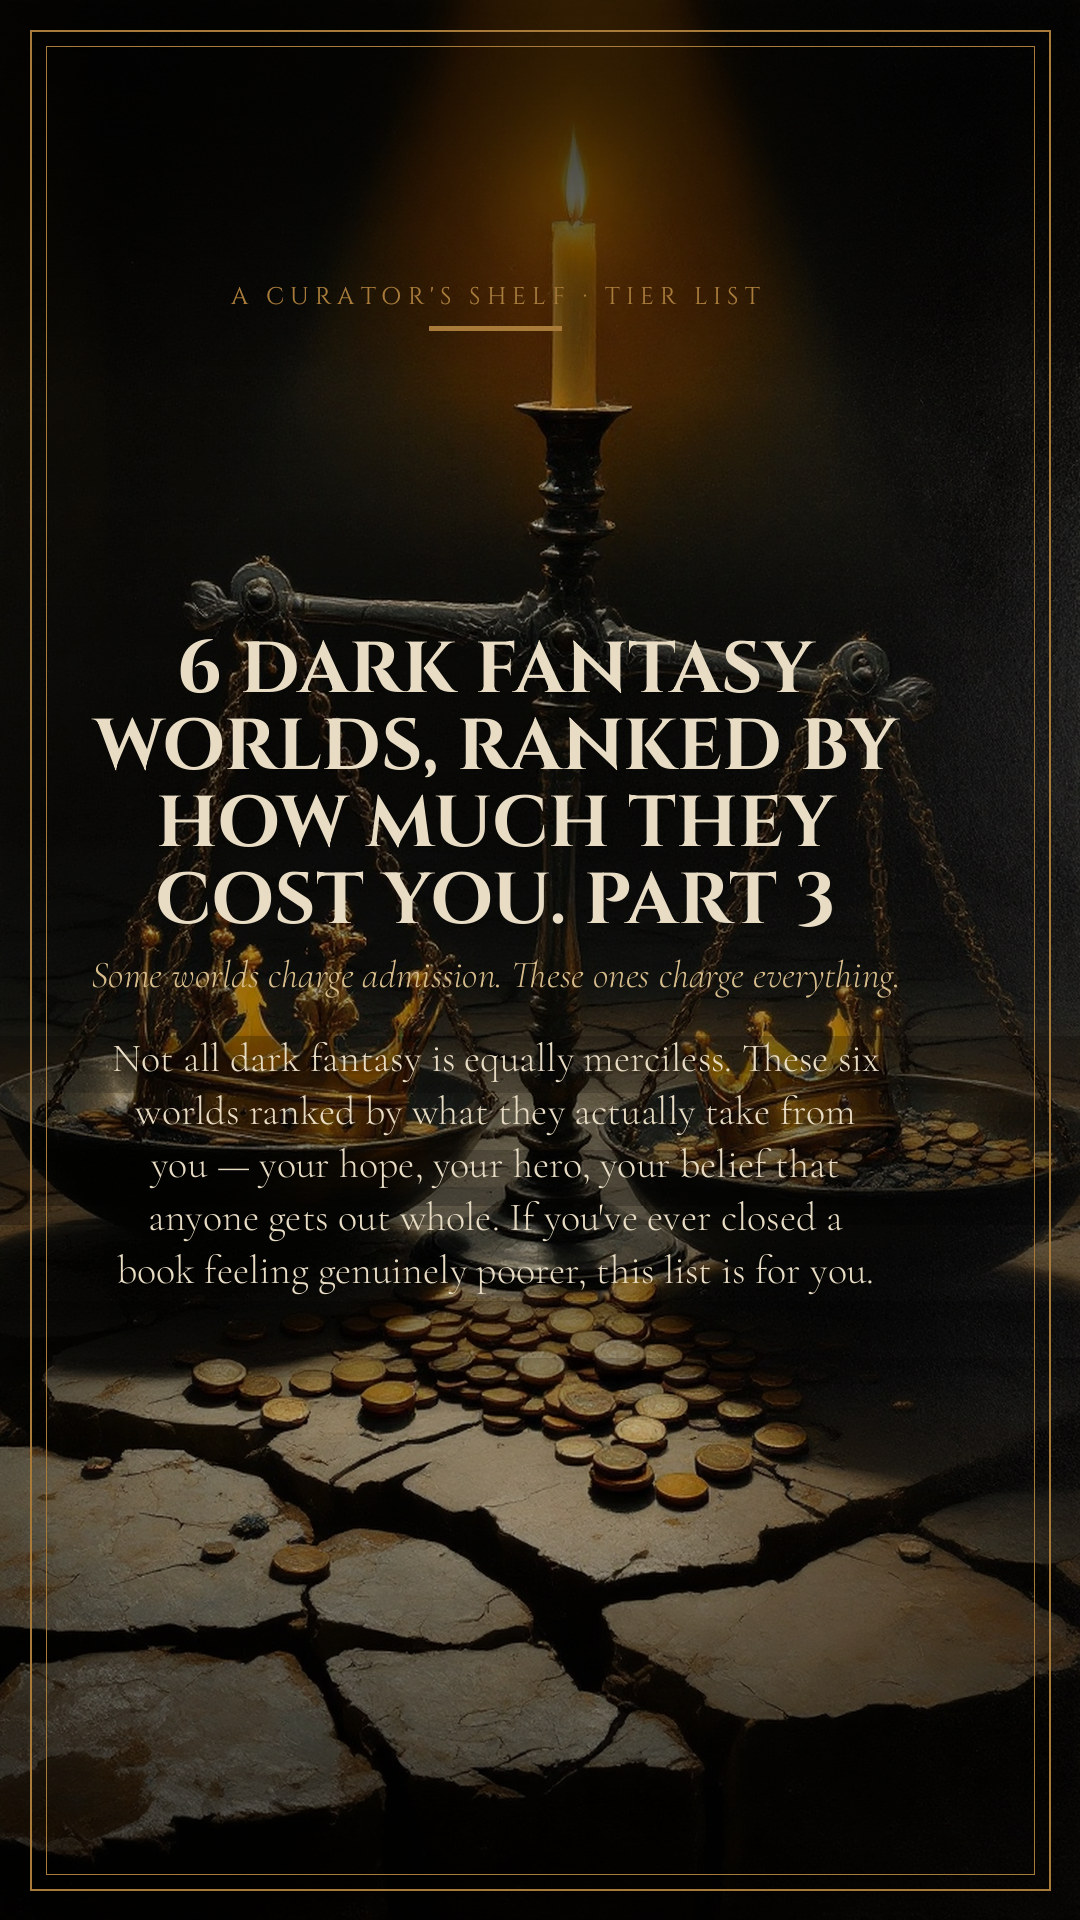 A CURATOR'S SHELF · TIER LIST
6 DARK FANTASY
WORLDS, RANKED BY
HOW MUCH THEY
COST YOU. PART 3
Some worlds charge admission. These ones charge everything.
Not all dark fantasy is equally merciless. These six
worlds ranked by what they actually take from
you — your hope, your hero, your belief that
anyone gets out whole. If you've ever closed a
book feeling genuinely poorer, this list is for you.